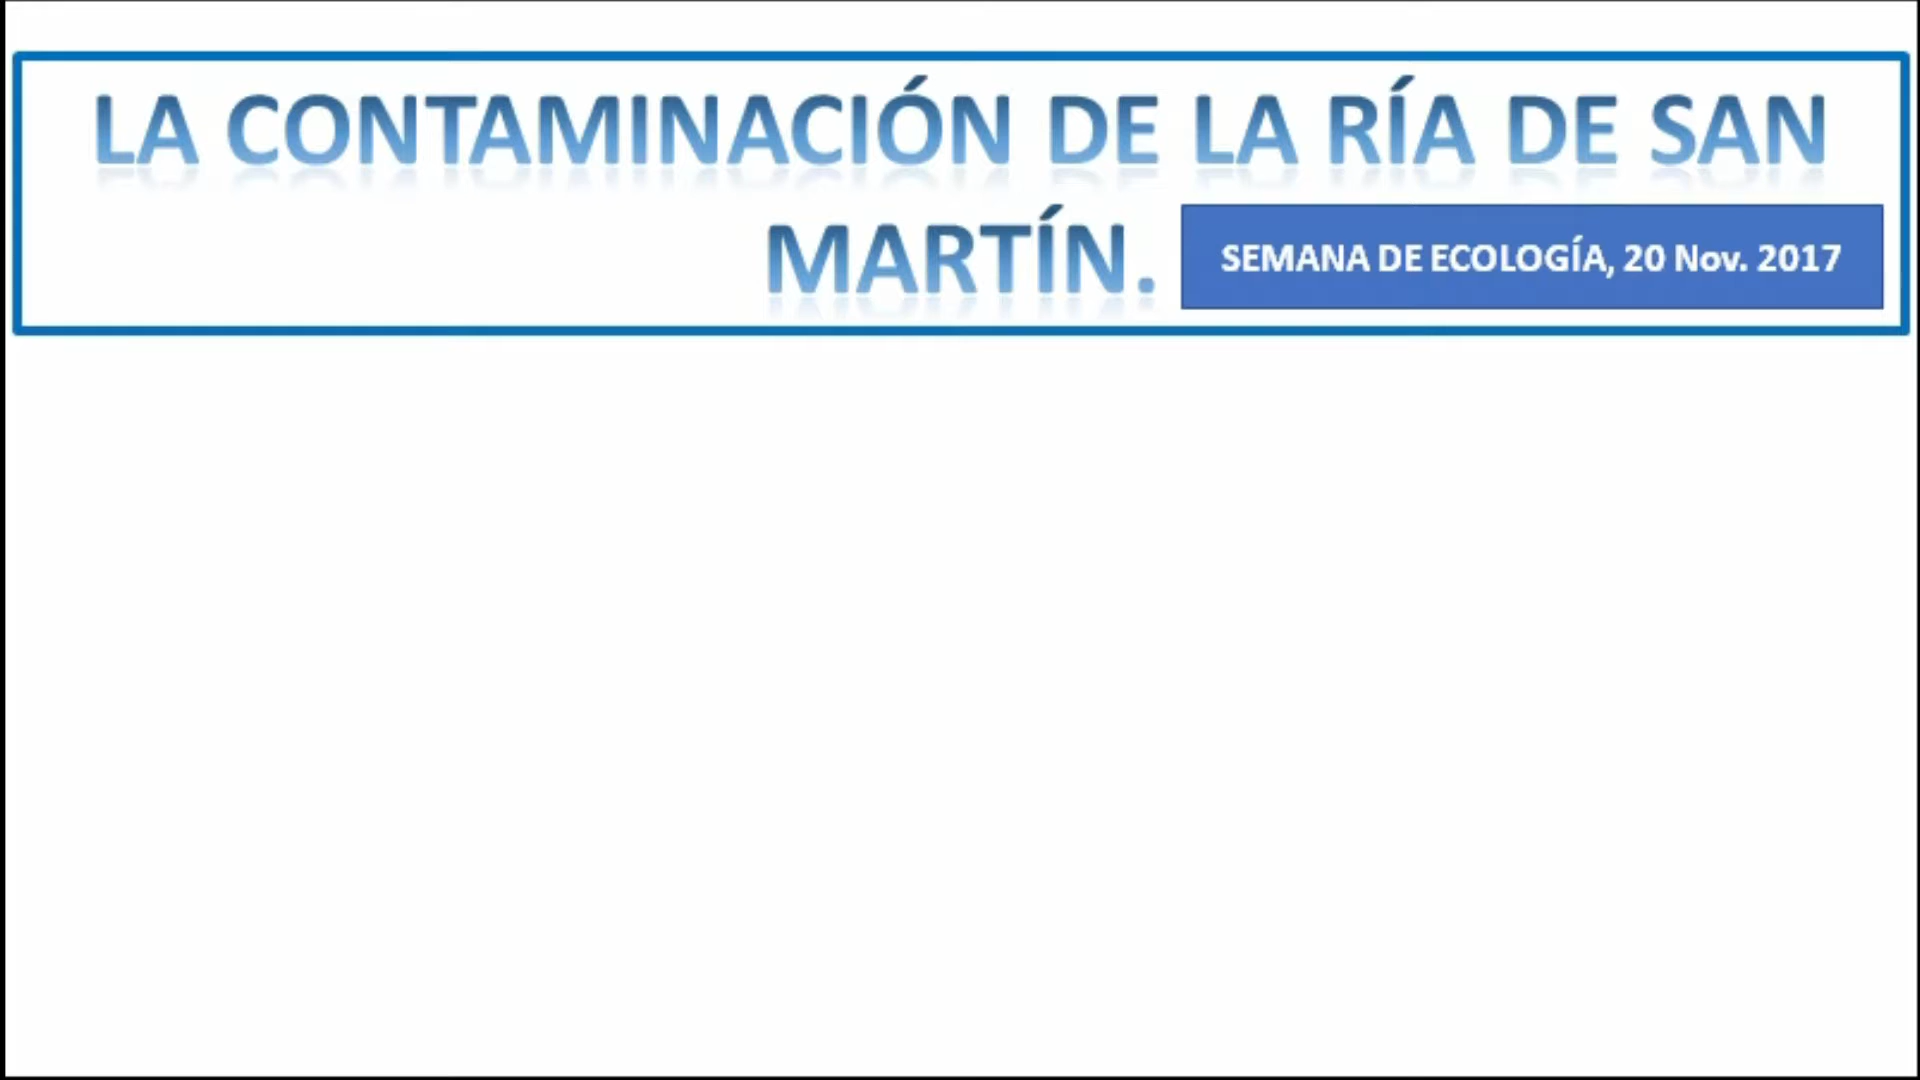 LA CONTAMINACIÓN DE LA RÍA DE SAN
MARTÍN.
SEMANA DE ECOLOGÍA, 20 Nov. 2017